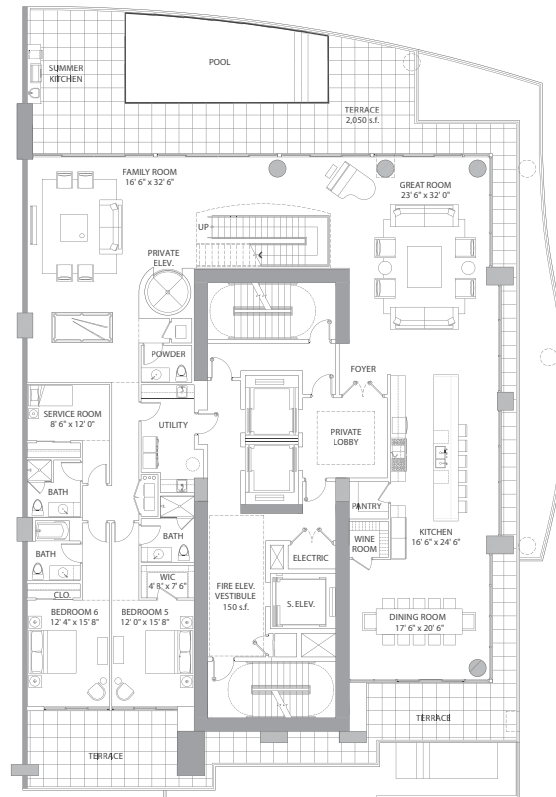 POOL
SUMMER
KITCHEN
TERRACE
2,050 s.f.
FAMILY ROOM
16' 6" x 32' 6"
GREAT ROOM
23' 6" x 32' 0"
UP
PRIVATE
ELEV.
POWDER
FOYER
SERVICE ROOM
8' 6" x 12' 0"
UTILITY
PRIVATE
LOBBY
BATH
PANTRY
KITCHEN
16' 6" x 24' 6"
BATH
WINE
ROOM
BATH
ELECTRIC
WIC
4' 8" x 7' 6"
FIRE ELEV.
VESTIBULE
150 s.f.
CLO.
S. ELEV.
BEDROOM 6
12' 4" x 15' 8"
BEDROOM 5
12' 0" x 15' 8"
DINING ROOM
17' 6" x 20' 6"
TERRACE
TERRACE